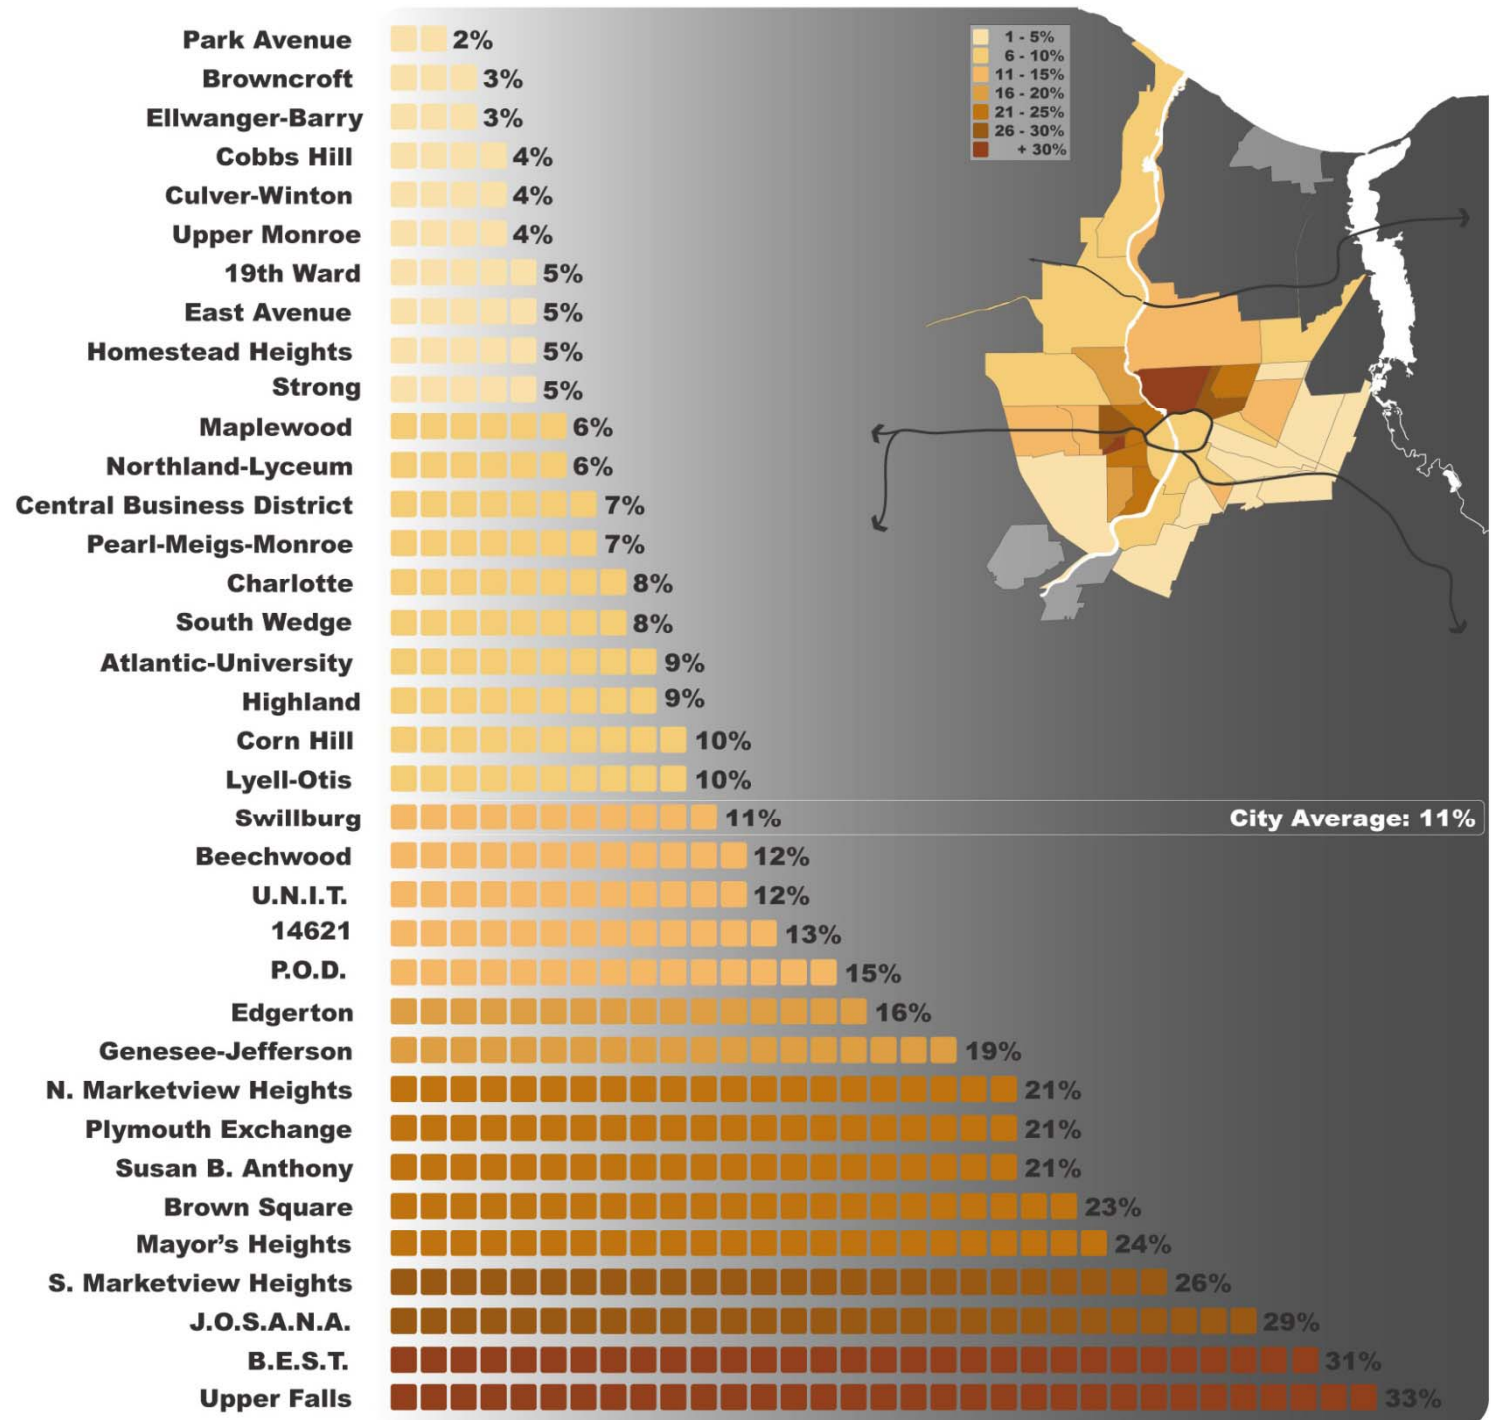 Park Avenue 2%
Browncroft 3%
Ellwanger-Barry 3%
Cobbs Hill 4%
Culver-Winton 4%
Upper Monroe 4%
19th Ward 5%
East Avenue 5%
Homestead Heights 5%
Strong 5%
Maplewood 6%
Northland-Lyceum 6%
Central Business District 7%
Pearl-Meigs-Monroe 7%
Charlotte 8%
South Wedge 8%
Atlantic-University 9%
Highland 9%
Corn Hill 10%
Lyell-Otis 10%
Swillburg 11% City Average: 11%
Beechwood 12%
U.N.I.T. 12%
14621 13%
P.O.D. 15%
Edgerton 16%
Genesee-Jefferson 19%
N. Marketview Heights 21%
Plymouth Exchange 21%
Susan B. Anthony 21%
Brown Square 23%
Mayor's Heights 24%
S. Marketview Heights 26%
J.O.S.A.N.A. 29%
B.E.S.T. 31%
Upper Falls 33%
1 - 5%
6 - 10%
11 - 15%
16 - 20%
21 - 25%
26 - 30%
+ 30%